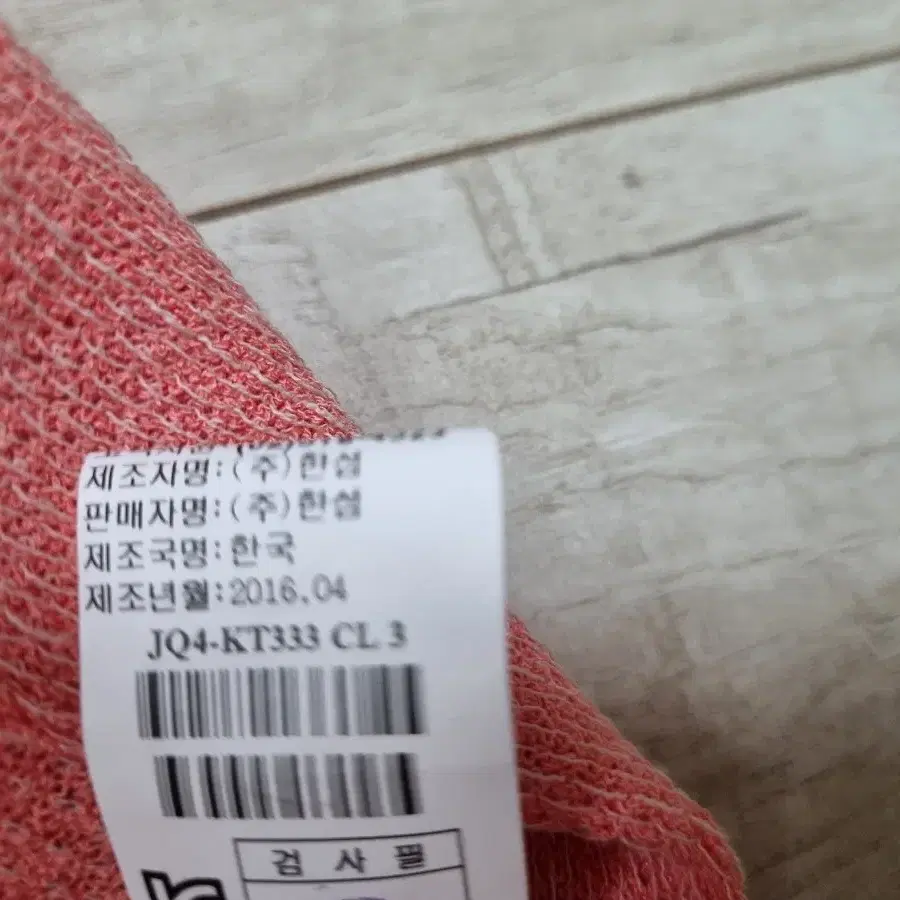 제조자명:(주)한섬
판매자명:(주)한섬
제조국명:한국
제조년월:2016.04
JQ4-KT333 CL 3
검 사 필